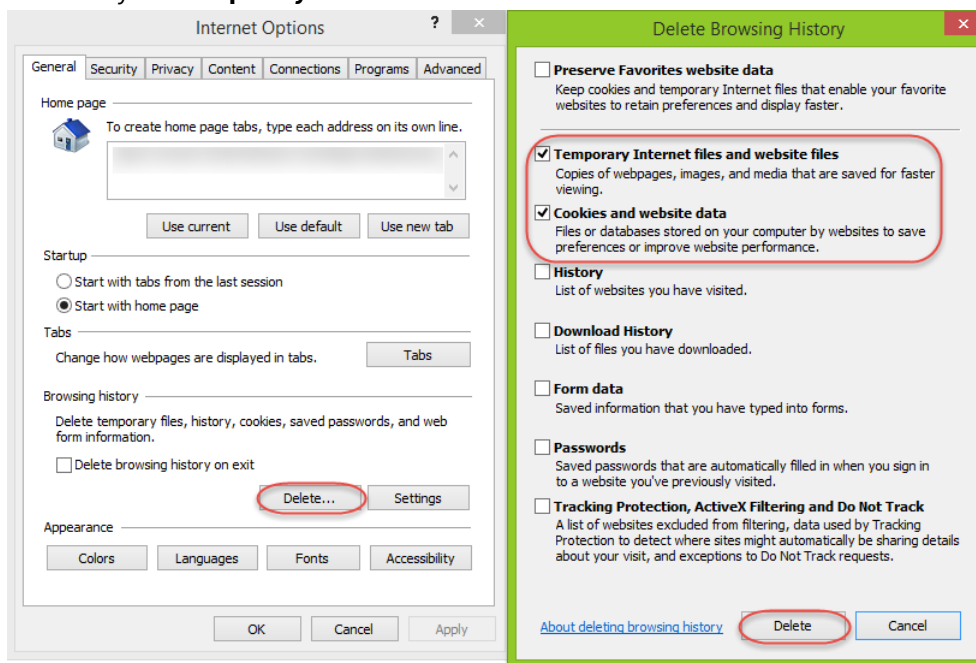 Internet Options
?
×
General Security Privacy Content Connections Programs Advanced
Home page
To create home page tabs, type each address on its own line.
Use current Use default Use new tab
Startup
Start with tabs from the last session
Start with home page
Tabs
Change how webpages are displayed in tabs. Tabs
Browsing history
Delete temporary files, history, cookies, saved passwords, and web
form information.
Delete browsing history on exit
Delete... Settings
Appearance
Colors Languages Fonts Accessibility
OK Cancel Apply
Delete Browsing History
×
Preserve Favorites website data
Keep cookies and temporary Internet files that enable your favorite
websites to retain preferences and display faster.
Temporary Internet files and website files
Copies of webpages, images, and media that are saved for faster
viewing.
Cookies and website data
Files or databases stored on your computer by websites to save
preferences or improve website performance.
History
List of websites you have visited.
Download History
List of files you have downloaded.
Form data
Saved information that you have typed into forms.
Passwords
Saved passwords that are automatically filled in when you sign in
to a website you've previously visited.
Tracking Protection, ActiveX Filtering and Do Not Track
A list of websites excluded from filtering, data used by Tracking
Protection to detect where sites might automatically be sharing details
about your visit, and exceptions to Do Not Track requests.
About deleting browsing history Delete Cancel